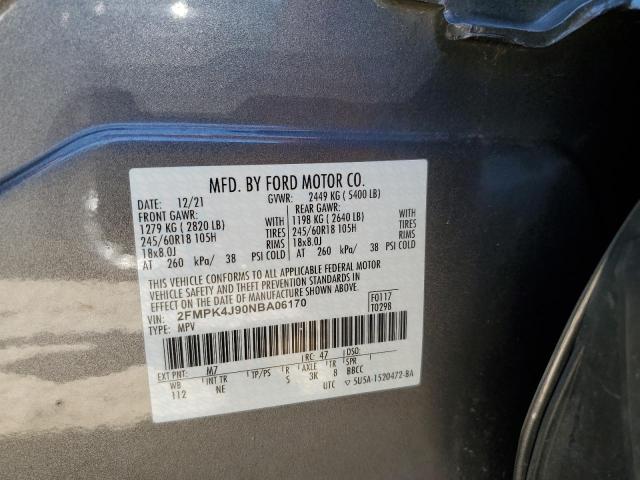 MFD. BY FORD MOTOR CO.
DATE: 12/21 GVWR: 2449 KG ( 5400 LB)
FRONT GAWR: REAR GAWR:
1279 KG ( 2820 LB) 1198 KG ( 2640 LB)
245/60R18 105H TIRES 245/60R18 105H TIRES
18x8.0J RIMS 18x8.0J RIMS
AT 260 kPa/ 38 PSI COLD AT 260 kPa/ 38 PSI COLD
THIS VEHICLE CONFORMS TO ALL APPLICABLE FEDERAL MOTOR
VEHICLE SAFETY AND THEFT PREVENTION STANDARDS IN
EFFECT ON THE DATE OF MANUFACTURE SHOWN ABOVE.
VIN: 2FMPK4J90NBA06170 F0117
TYPE: MPV T0298
EXT PNT: M7 RC: 47 DSO:
WB INT TR TP/PS R AXLE TR SPR
112 NE S 3K 8 BBCC
UTC 5U5A-1520472-BA